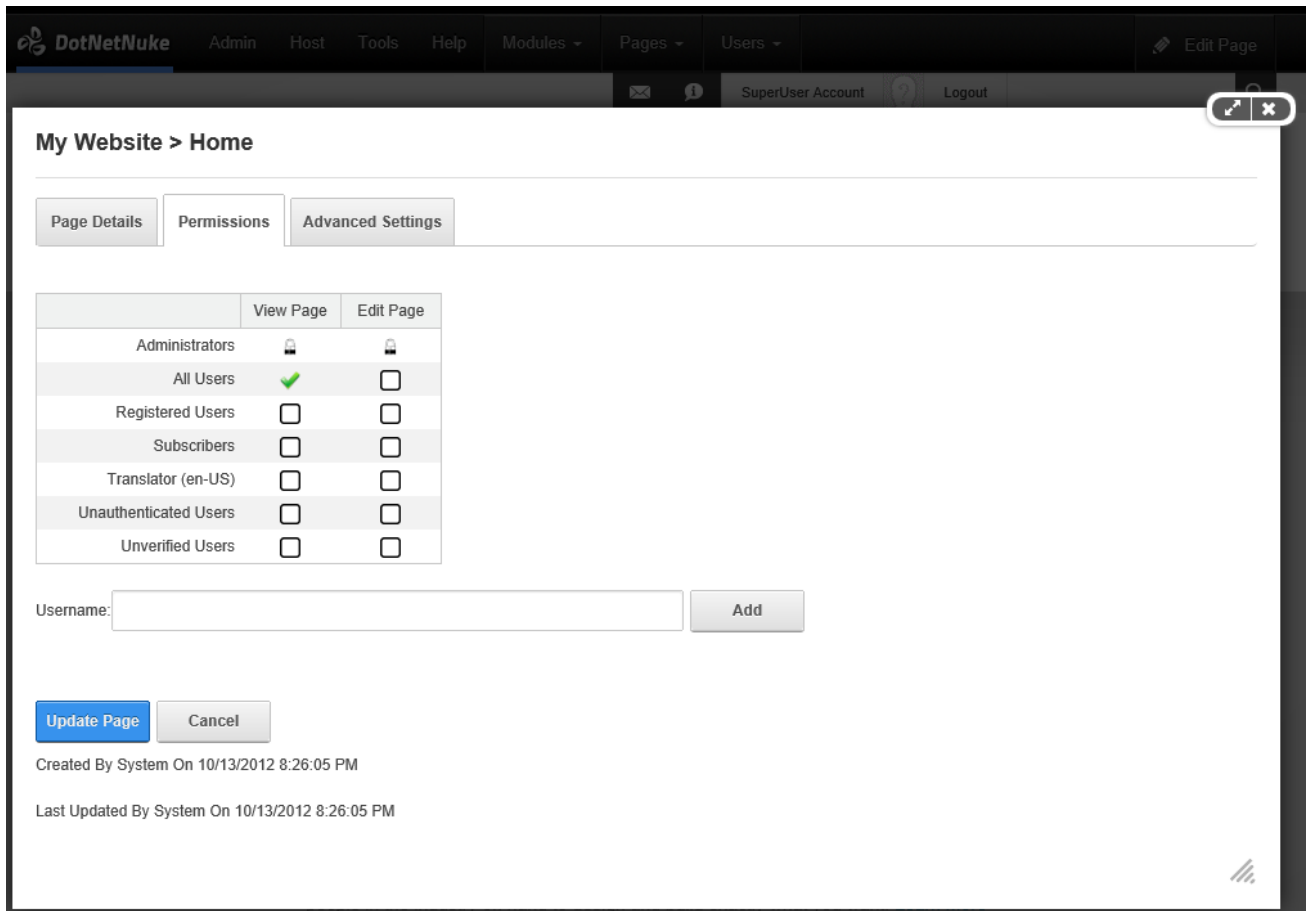 DotNetNuke Admin Host Tools Help Modules Pages Users Edit Page
SuperUser Account Logout
My Website > Home
Page Details Permissions Advanced Settings
View Page Edit Page
Administrators
All Users
Registered Users
Subscribers
Translator (en-US)
Unauthenticated Users
Unverified Users
Username: Add
Update Page Cancel
Created By System On 10/13/2012 8:26:05 PM
Last Updated By System On 10/13/2012 8:26:05 PM